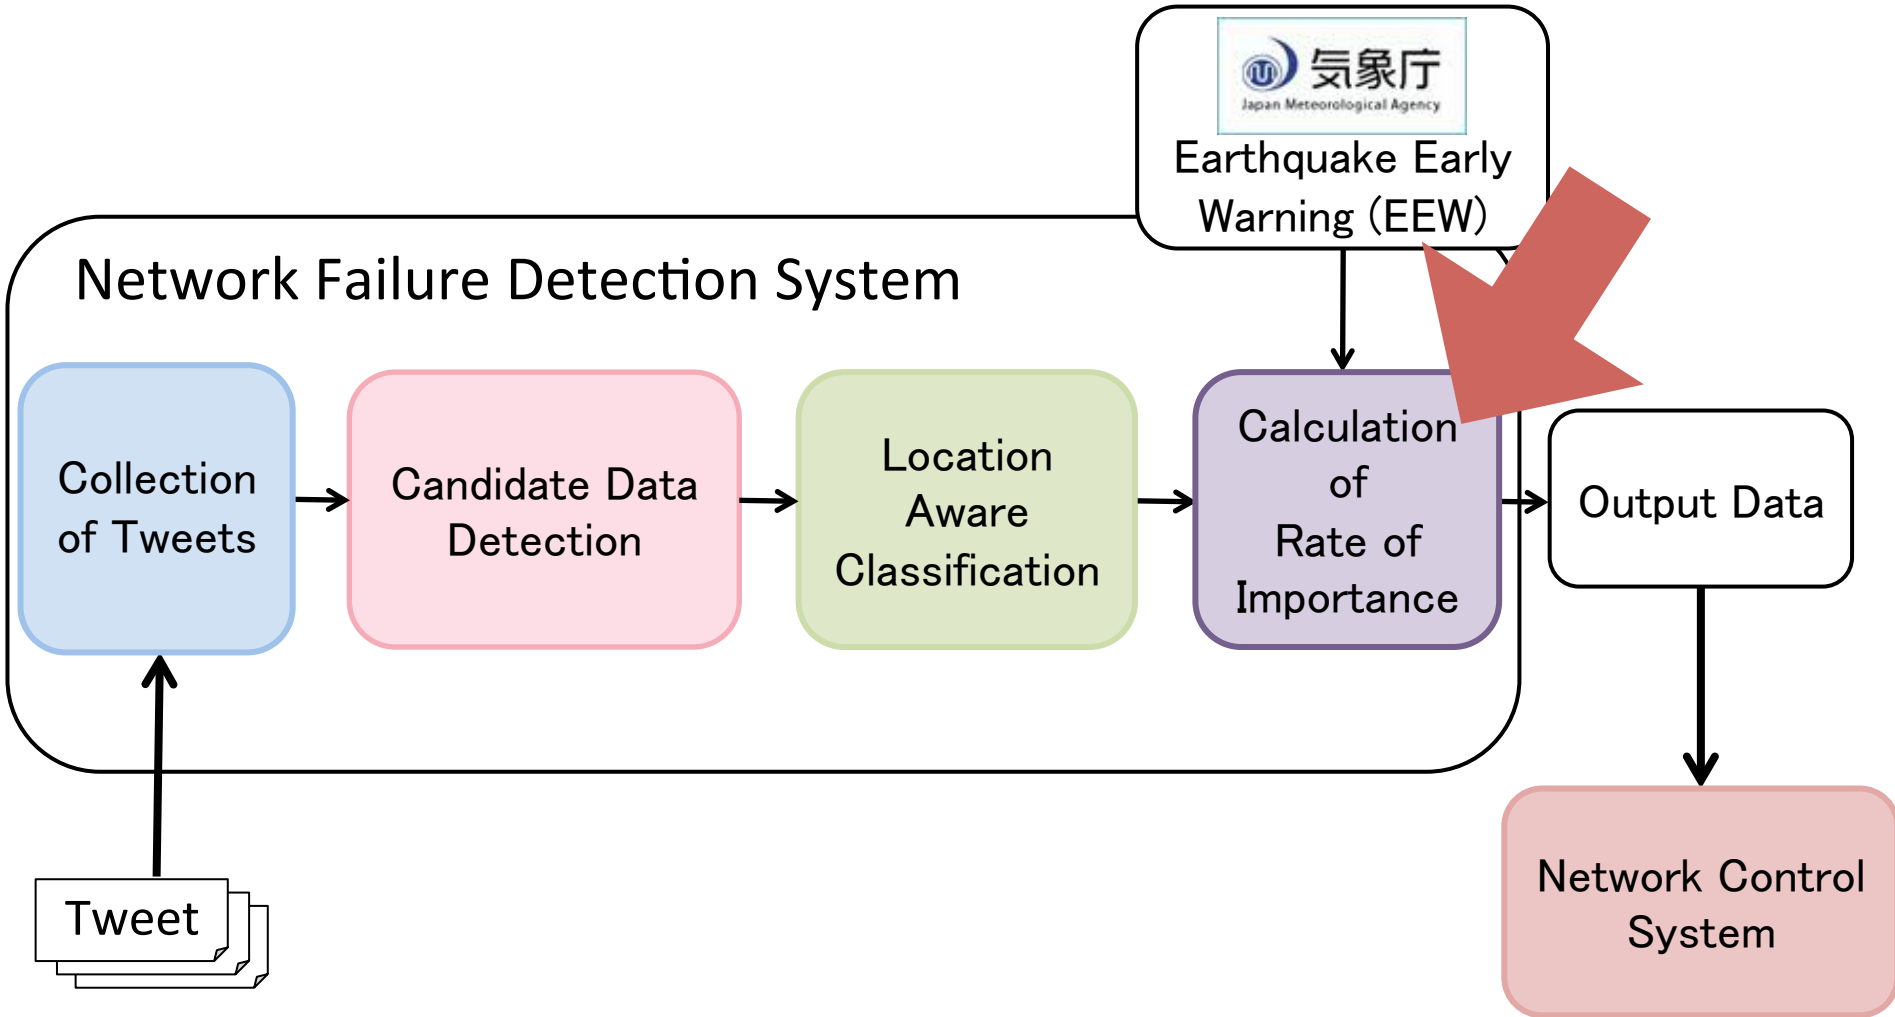 気象庁
Japan Meteorological Agency
Earthquake Early
Warning (EEW)
Network Failure Detection System
Collection
of Tweets
Candidate Data
Detection
Location
Aware
Classification
Calculation
of
Rate of
Importance
Output Data
Tweet
Network Control
System